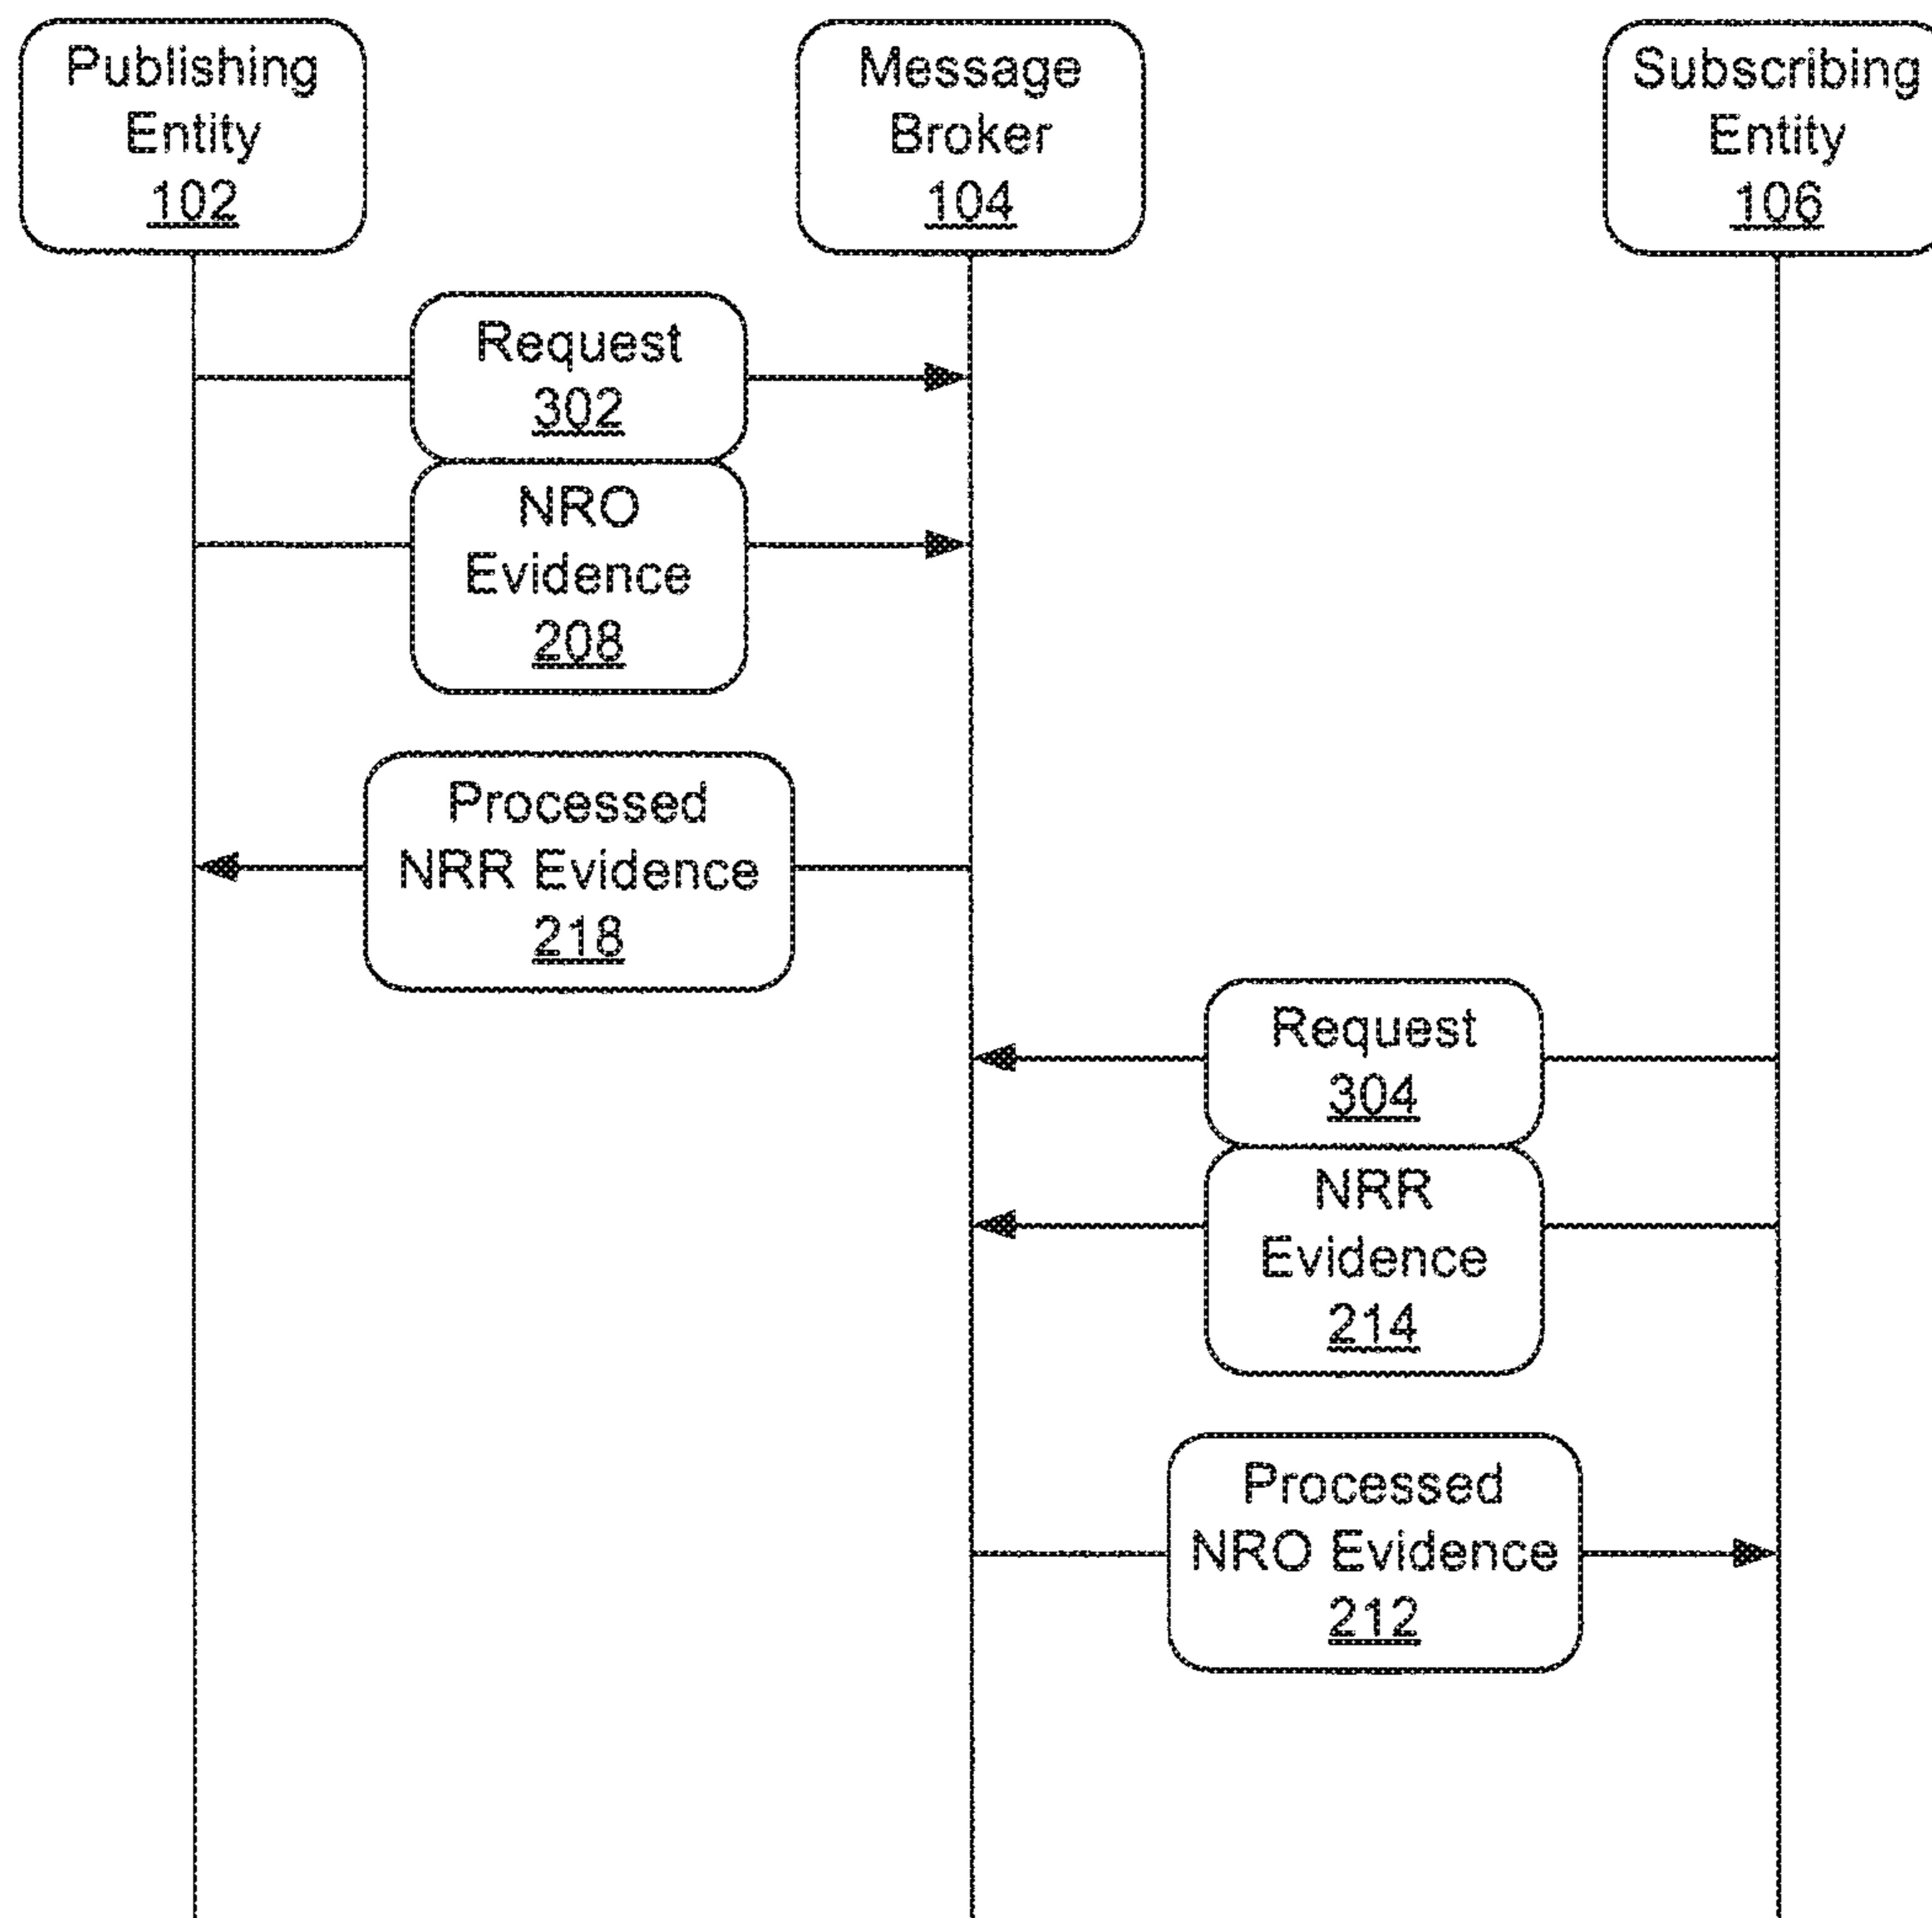 Publishing
Entity
102
Message
Broker
104
Subscribing
Entity
106
Request
302
NRO
Evidence
208
Processed
NRR Evidence
218
Request
304
NRR
Evidence
214
Processed
NRO Evidence
212